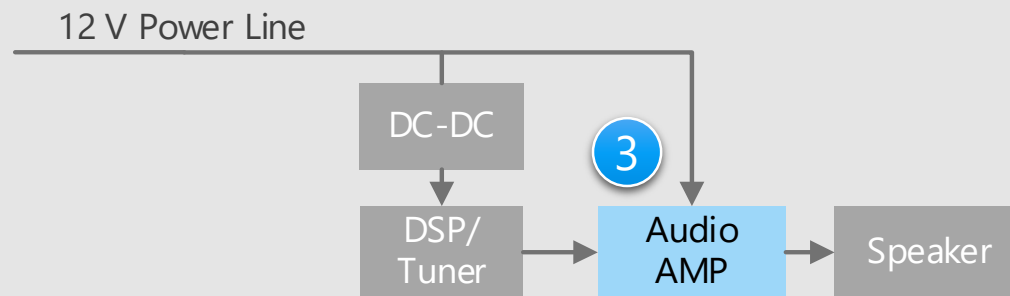 12 V Power Line
DC-DC
3
DSP/
Tuner
Audio
AMP
Speaker